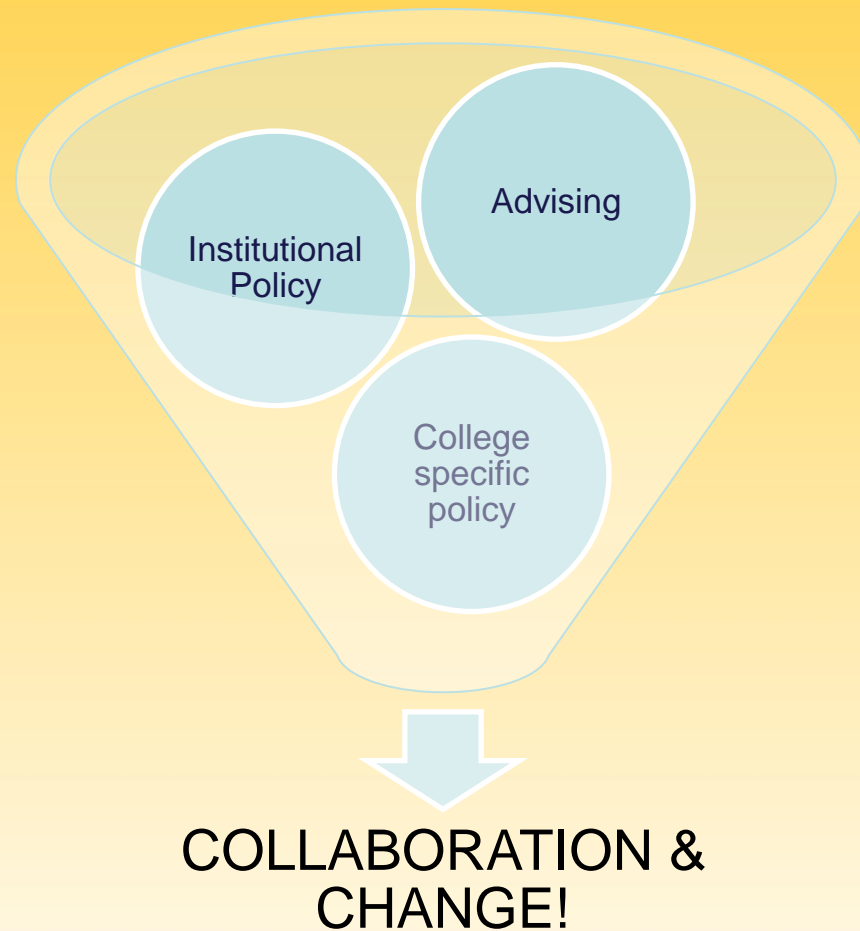 Advising
Institutional
Policy
College
specific
policy
COLLABORATION &
CHANGE!